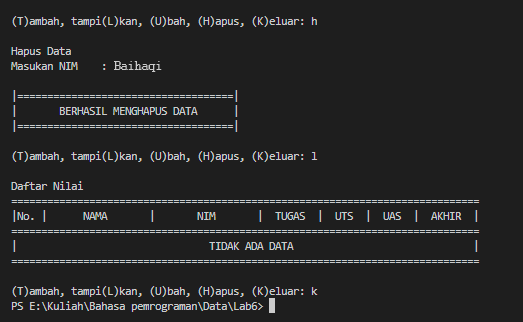 (T)ambah, tampi(L)kan, (U)bah, (H)apus, (K)eluar: h
Hapus Data
Masukan NIM    : Baihaqi
|====================================|
|       BERHASIL MENGHAPUS DATA      |
|====================================|
(T)ambah, tampi(L)kan, (U)bah, (H)apus, (K)eluar: l
Daftar Nilai
==============================================================================
|No. |      NAMA       |       NIM       |  TUGAS  |  UTS  |  UAS  |  AKHIR  |
==============================================================================
|                                TIDAK ADA DATA                              |
==============================================================================
(T)ambah, tampi(L)kan, (U)bah, (H)apus, (K)eluar: k
PS E:\Kuliah\Bahasa pemrograman\Data\Lab6>